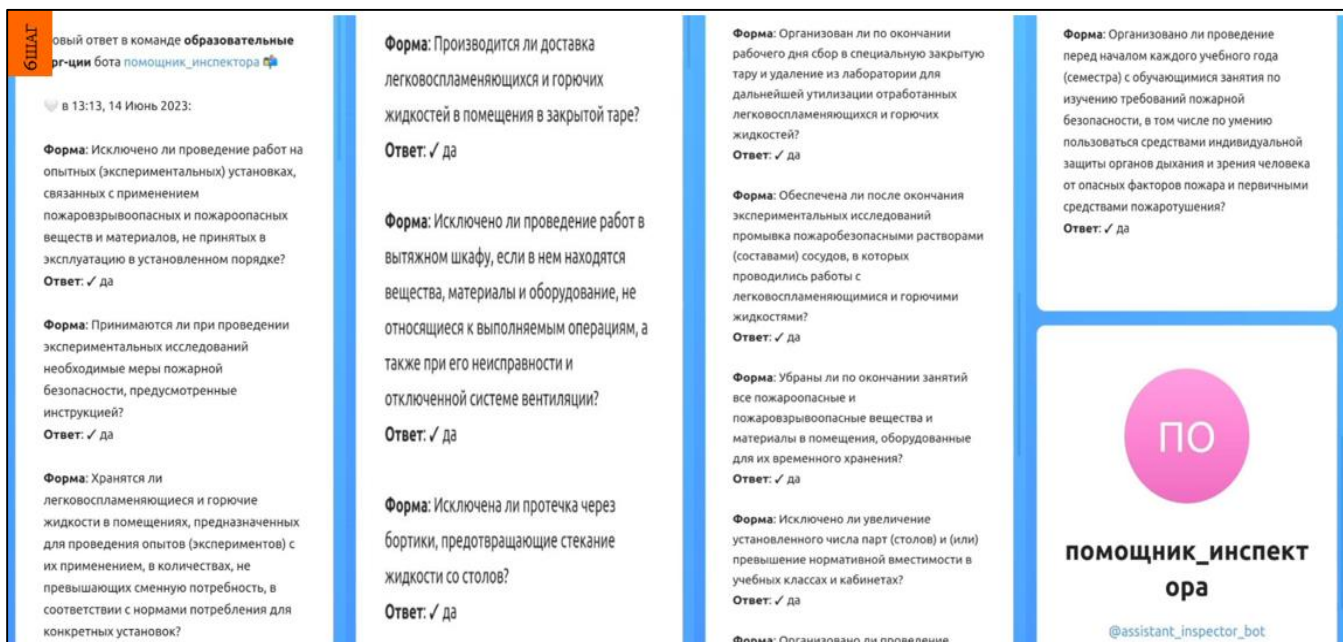 6ШАГ
овый ответ в команде образовательные
рг-ции бота помощник_инспектора
в 13:13, 14 Июнь 2023:
Форма: Исключено ли проведение работ на
опытных (экспериментальных) установках,
связанных с применением
пожаровзрывоопасных и пожароопасных
веществ и материалов, не принятых в
эксплуатацию в установленном порядке?
Ответ: ✓ да
Форма: Принимаются ли при проведении
экспериментальных исследований
необходимые меры пожарной
безопасности, предусмотренные
инструкцией?
Ответ: ✓ да
Форма: Хранятся ли
легковоспламеняющиеся и горючие
жидкости в помещениях, предназначенных
для проведения опытов (экспериментов) с
их применением, в количествах, не
превышающих сменную потребность, в
соответствии с нормами потребления для
конкретных установок?
Форма: Производится ли доставка
легковоспламеняющихся и горючих
жидкостей в помещения в закрытой таре?
Ответ: ✓ да
Форма: Исключено ли проведение работ в
вытяжном шкафу, если в нем находятся
вещества, материалы и оборудование, не
относящиеся к выполняемым операциям, а
также при его неисправности и
отключенной системе вентиляции?
Ответ: ✓ да
Форма: Исключена ли протечка через
бортики, предотвращающие стекание
жидкости со столов?
Ответ: ✓ да
Форма: Организован ли по окончании
рабочего дня сбор в специальную закрытую
тару и удаление из лаборатории для
дальнейшей утилизации отработанных
легковоспламеняющихся и горючих
жидкостей?
Ответ: ✓ да
Форма: Обеспечена ли после окончания
экспериментальных исследований
промывка пожаробезопасными растворами
(составами) сосудов, в которых
проводились работы с
легковоспламеняющимися и горючими
жидкостями?
Ответ: ✓ да
Форма: Убраны ли по окончании занятий
все пожароопасные и
пожаровзрывоопасные вещества и
материалы в помещения, оборудованные
для их временного хранения?
Ответ: ✓ да
Форма: Исключено ли увеличение
установленного числа парт (столов) и (или)
превышение нормативной вместимости в
учебных классах и кабинетах?
Ответ: ✓ да
Форма: Организовано ли проведение
Форма: Организовано ли проведение
перед началом каждого учебного года
(семестра) с обучающимися занятия по
изучению требований пожарной
безопасности, в том числе по умению
пользоваться средствами индивидуальной
защиты органов дыхания и зрения человека
от опасных факторов пожара и первичными
средствами пожаротушения?
Ответ: ✓ да
ПО
помощник_инспект
ора
@assistant_inspector_bot